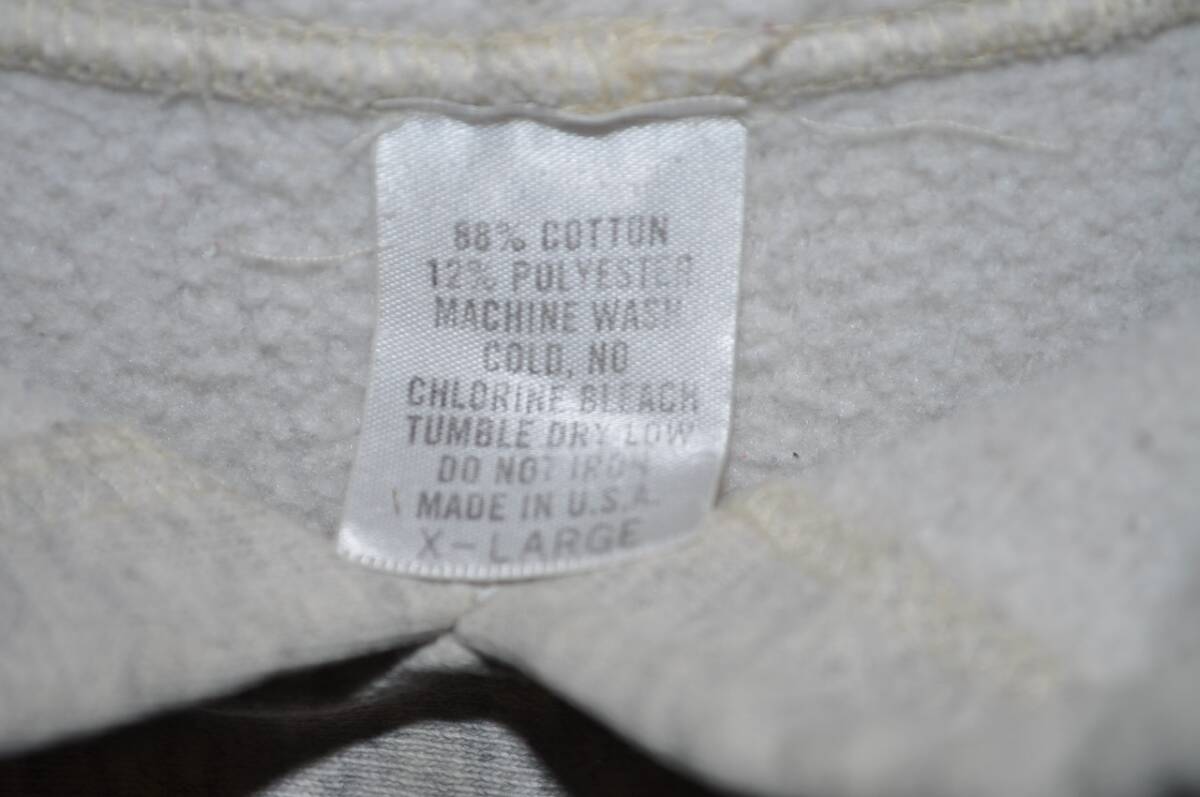 88% COTTON
12% POLYESTER
MACHINE WASH
COLD, NO
CHLORINE BLEACH
TUMBLE DRY LOW
DO NOT IRON
MADE IN U.S.A.
X-LARGE